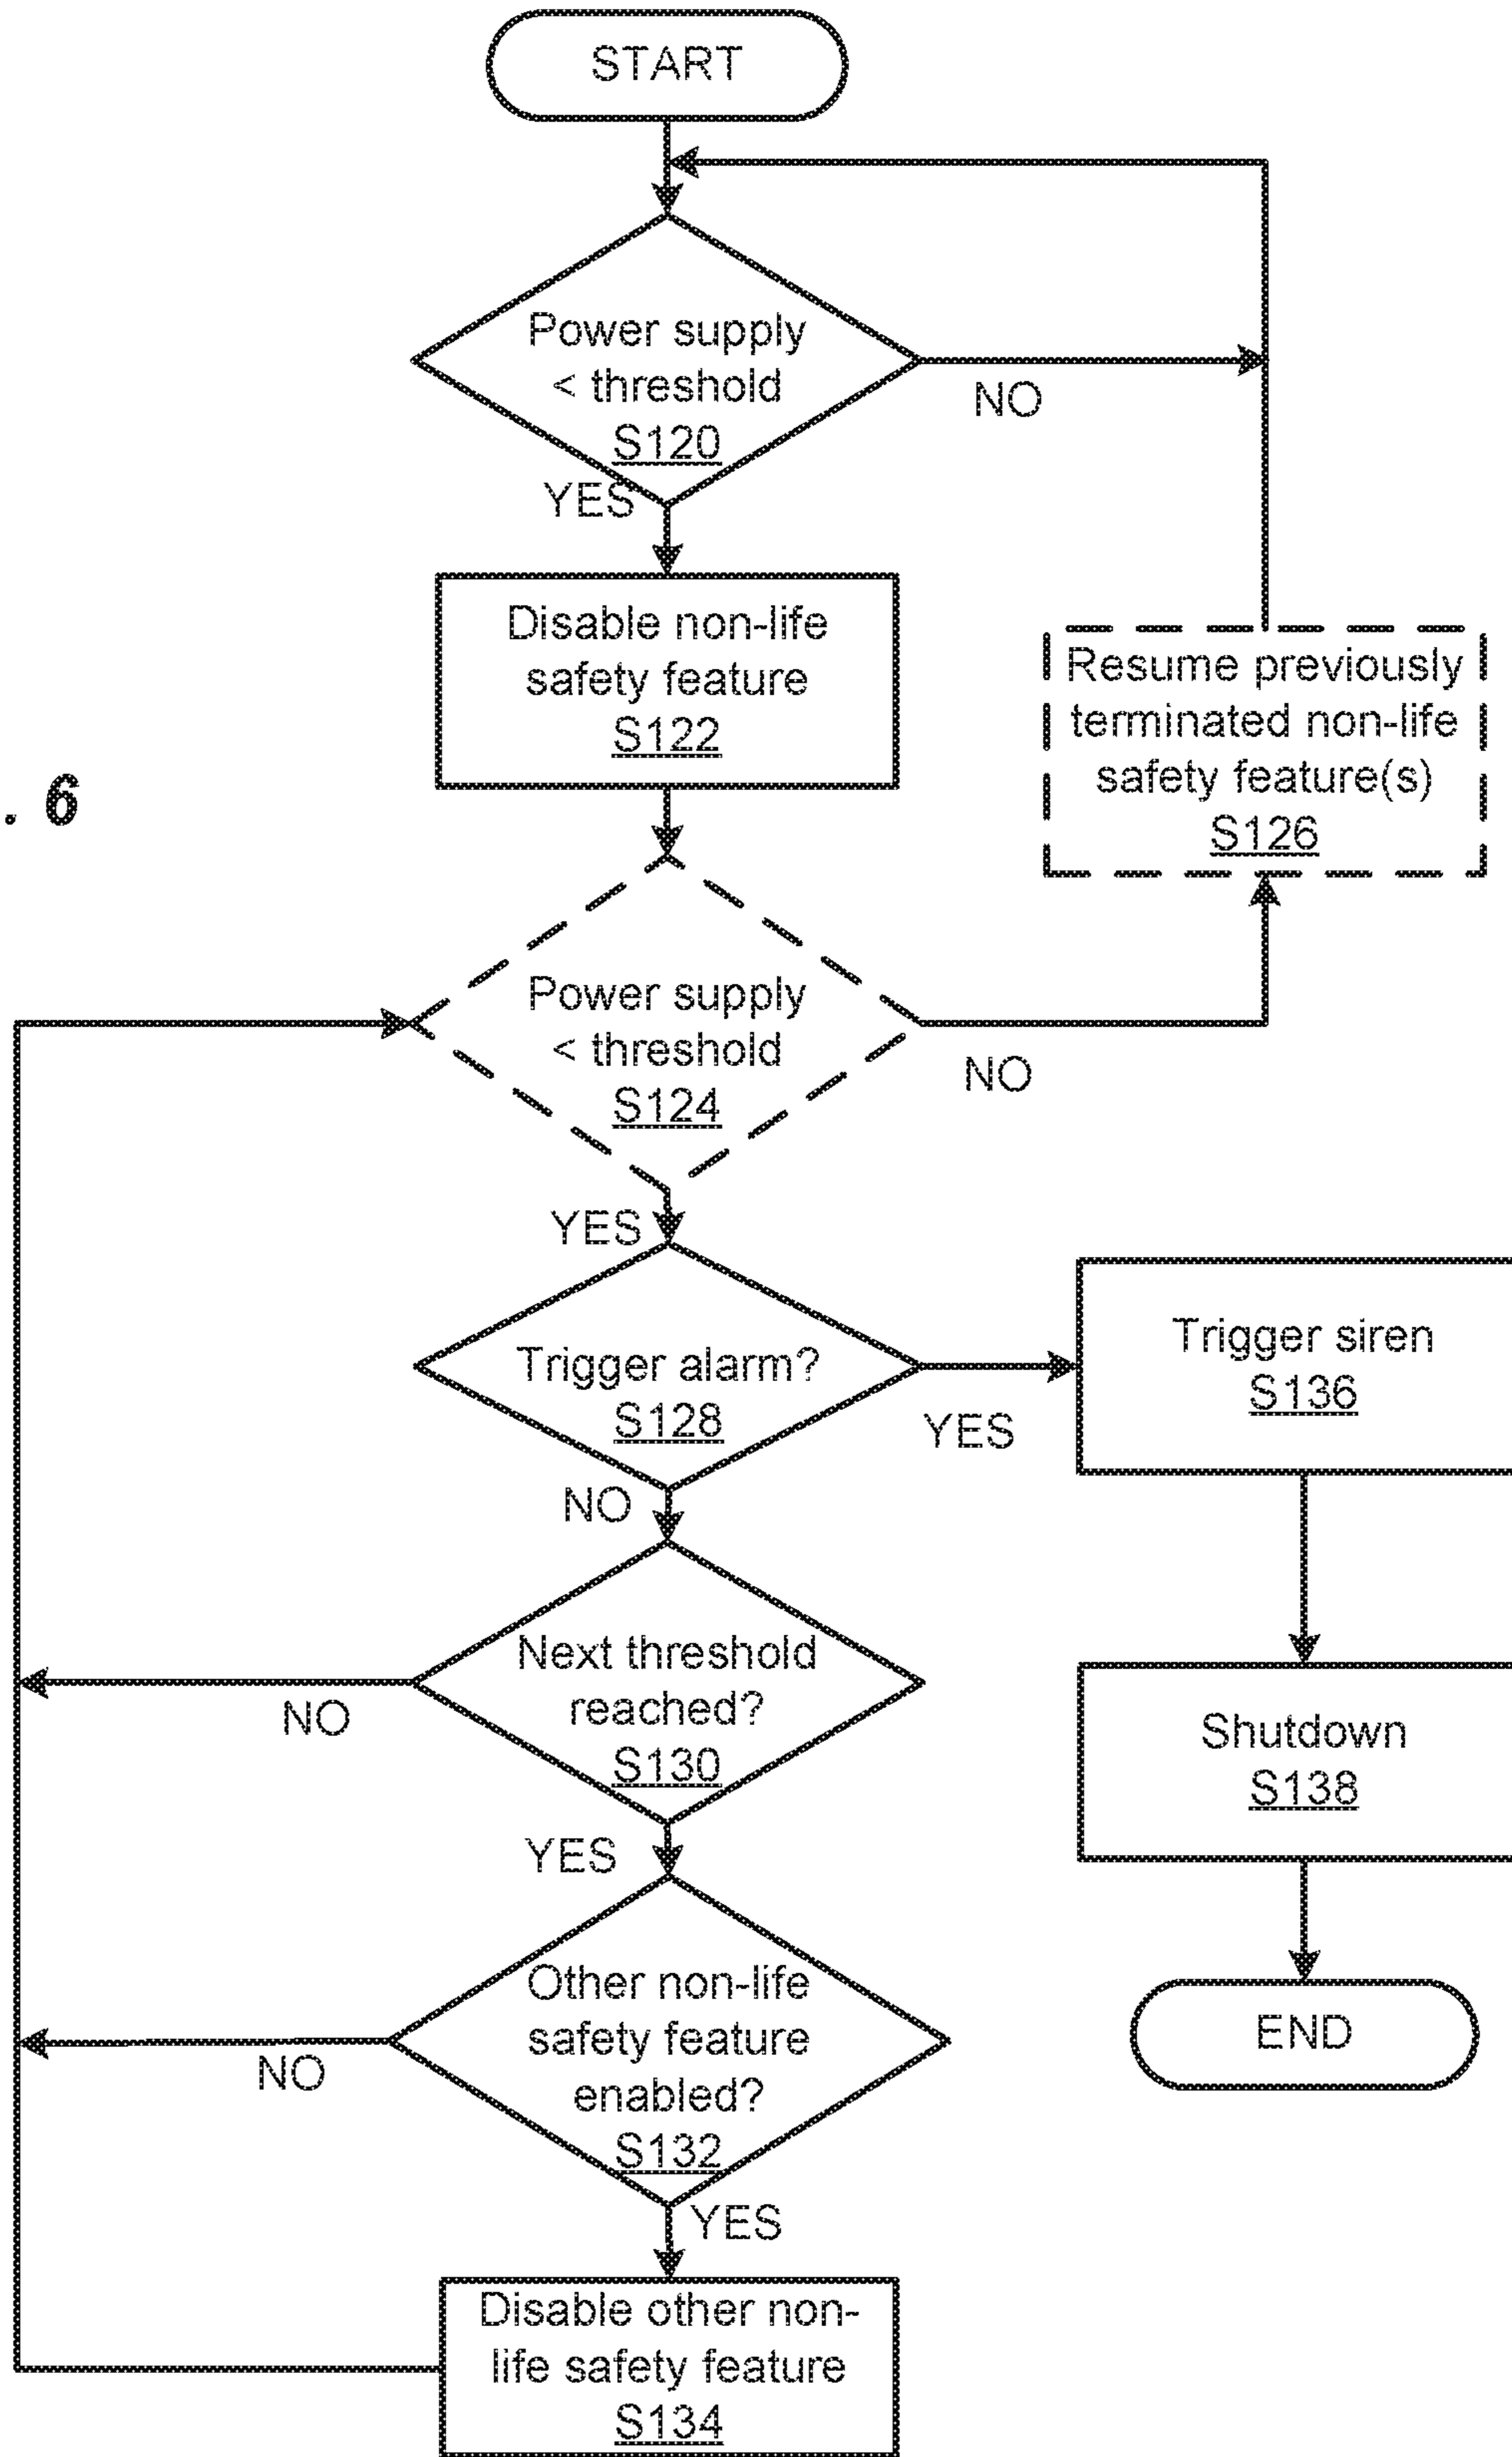 START
Power supply
< threshold
S120
NO
YES
Disable non-life
safety feature
S122
Resume previously
terminated non-life
safety feature(s)
S126
. 6
Power supply
< threshold
S124
NO
YES
Trigger alarm?
S128
YES
Trigger siren
S136
NO
Next threshold
reached?
S130
NO
Shutdown
S138
YES
Other non-life
safety feature
enabled?
S132
NO
END
YES
Disable other non-
life safety feature
S134